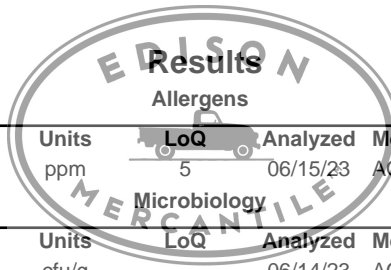 EDISON
Results
Allergens
Units LoQ Analyzed
ppm 5 06/15/23
Microbiology
MERCANTILE
Units LoQ Analyzed
cfu/g 06/14/23